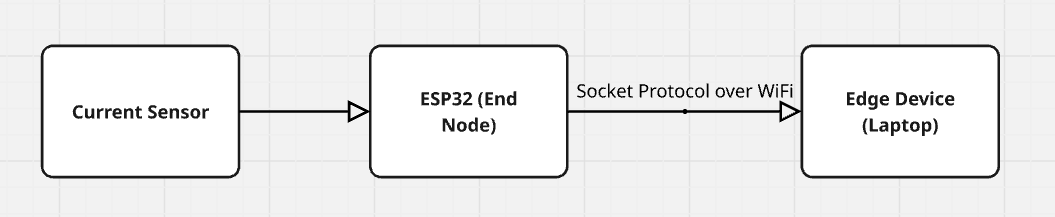 Current Sensor
ESP32 (End
Node)
Socket Protocol over WiFi
Edge Device
(Laptop)